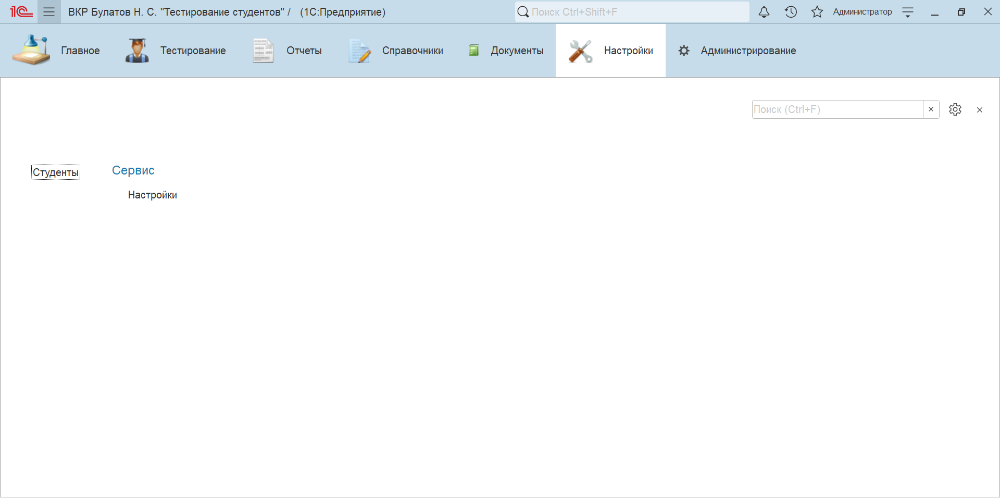 1С ВКР Булатов Н. С. "Тестирование студентов" / (1С:Предприятие) Поиск Ctrl+Shift+F Администратор
Главное Тестирование Отчеты Справочники Документы Настройки Администрирование
Поиск (Ctrl+F)
Студенты Сервис
Настройки